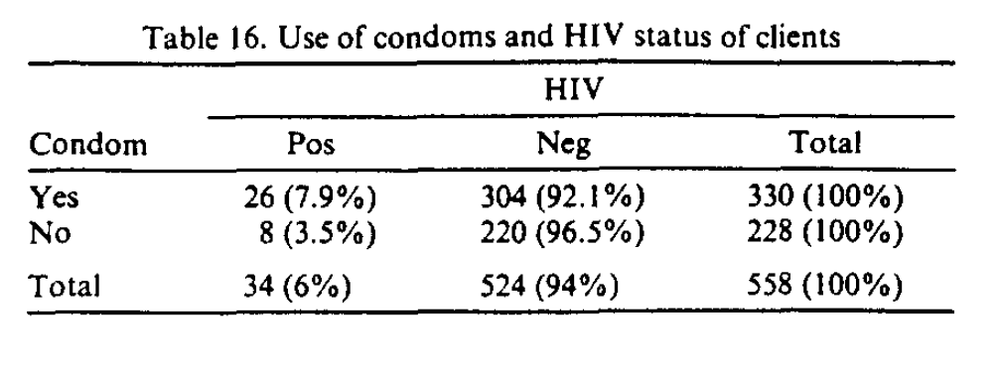 Table 16. Use of condoms and HIV status of clients
HIV
Condom Pos Neg Total
Yes 26 (7.9%) 304 (92.1%) 330 (100%)
No 8 (3.5%) 220 (96.5%) 228 (100%)
Total 34 (6%) 524 (94%) 558 (100%)